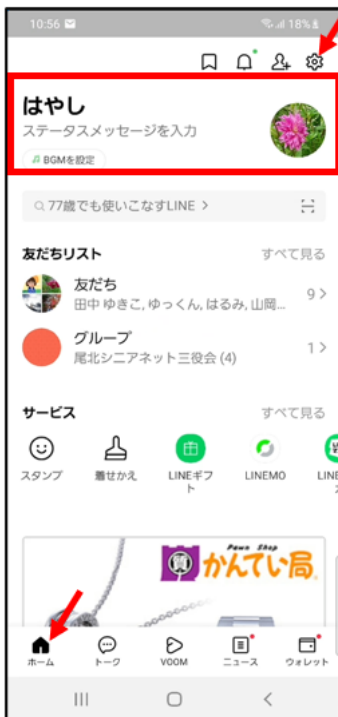 10:56
18%
はやし
ステータスメッセージを入力
BGMを設定
77歳でも使いこなすLINE >
友だちリスト すべて見る
友だち
田中 ゆきこ, ゆっくん, はるみ, 山岡... 9 >
グループ
尾北シニアネット三役会 (4) 1 >
サービス すべて見る
スタンプ 着せかえ LINEギフ LINEMO LINE
ト
Pawn Shop
質 かんてい局
ホーム トーク VOOM ニュース ウォレット